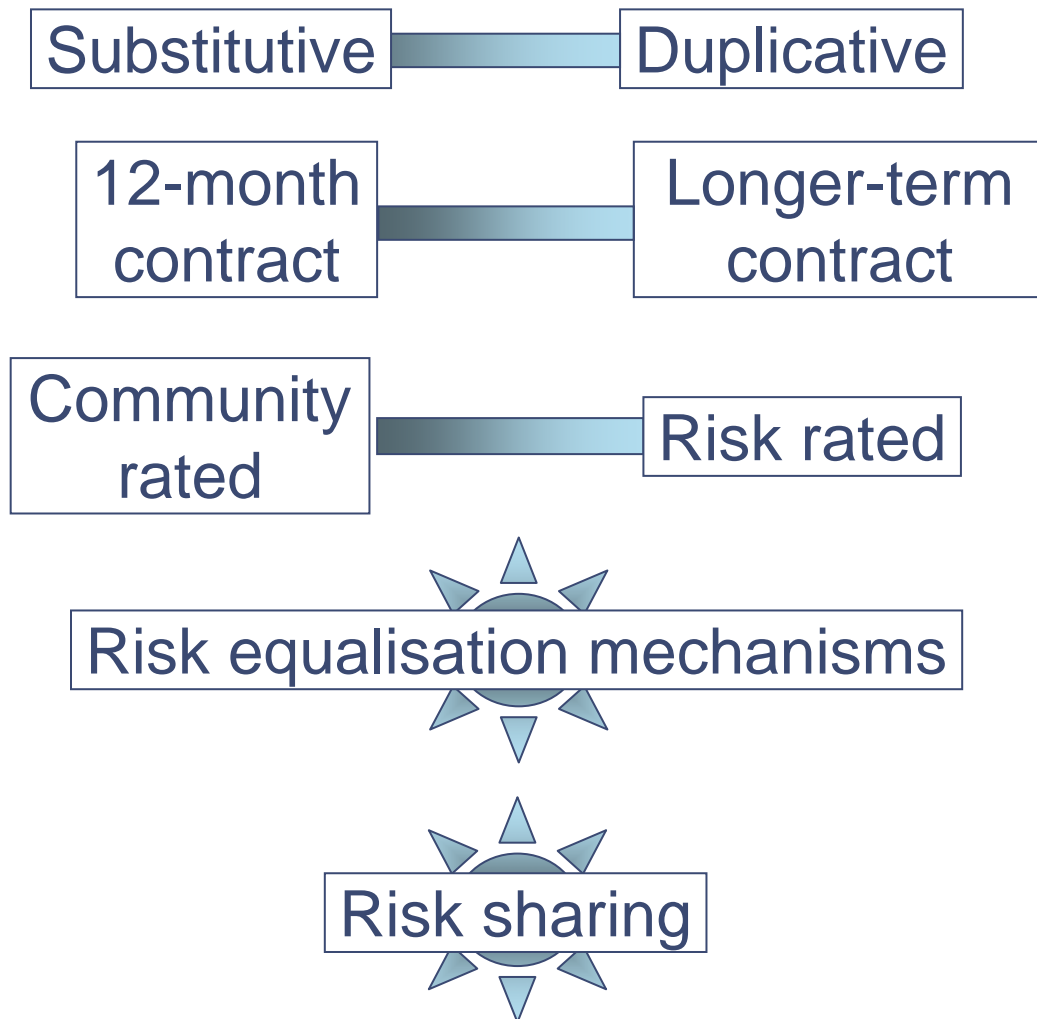 Substitutive
Duplicative
12-month
contract
Longer-term
contract
Community
rated
Risk rated
Risk equalisation mechanisms
Risk sharing